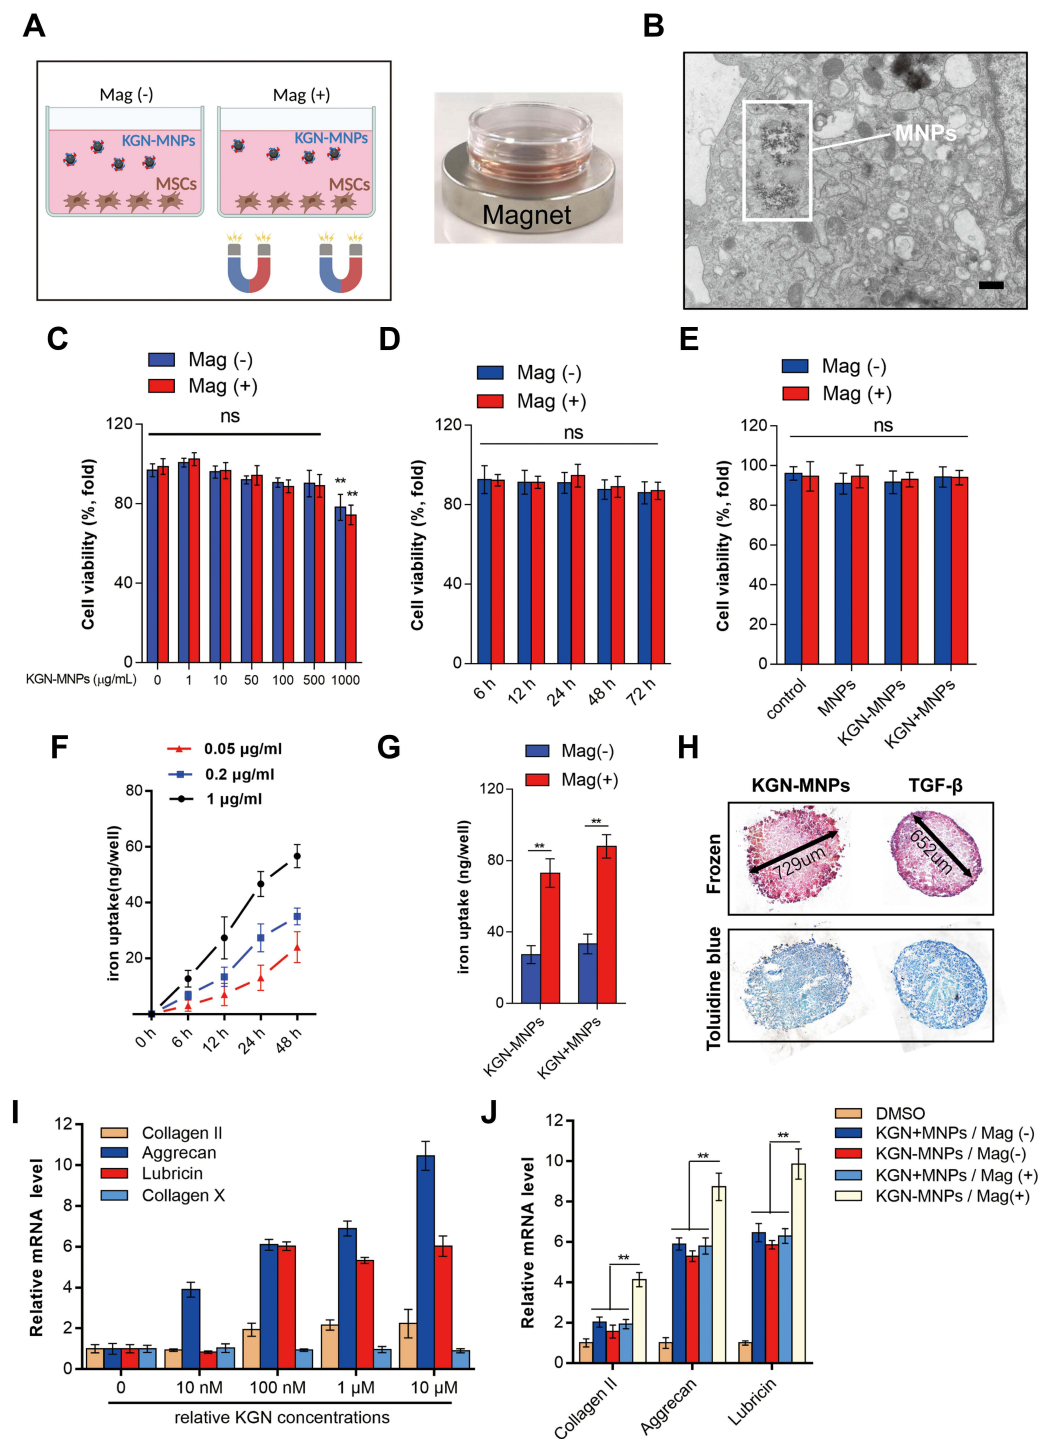 A
Mag (-)
Mag (+)
KGN-MNPs
KGN-MNPs
MSCs
MSCs
Magnet
B
MNPs
C
Mag (-)
Mag (+)
ns
**
**
Cell viability (%, fold)
120
80
40
0
KGN-MNPs (μg/mL)
0
1
10
50
100
500
1000
D
Mag (-)
Mag (+)
ns
Cell viability (%, fold)
120
80
40
0
6 h
12 h
24 h
48 h
72 h
E
Mag (-)
Mag (+)
ns
Cell viability (%, fold)
120
100
80
60
40
20
0
control
MNPs
KGN-MNPs
KGN+MNPs
F
0.05 μg/ml
0.2 μg/ml
1 μg/ml
iron uptake(ng/well)
80
60
40
20
0 h
6 h
12 h
24 h
48 h
G
Mag(-)
Mag(+)
**
**
iron uptake (ng/well)
120
80
40
0
KGN-MNPs
KGN+MNPs
H
KGN-MNPs
TGF-β
Frozen
729um
652um
Toluidine blue
I
Collagen II
Aggrecan
Lubricin
Collagen X
Relative mRNA level
12
10
8
6
4
2
0
0
10 nM
100 nM
1 μM
10 μM
relative KGN concentrations
J
DMSO
KGN+MNPs / Mag (-)
KGN-MNPs / Mag(-)
KGN+MNPs / Mag (+)
KGN-MNPs / Mag(+)
**
**
**
Relative mRNA level
12
10
8
6
4
2
0
Collagen II
Aggrecan
Lubricin